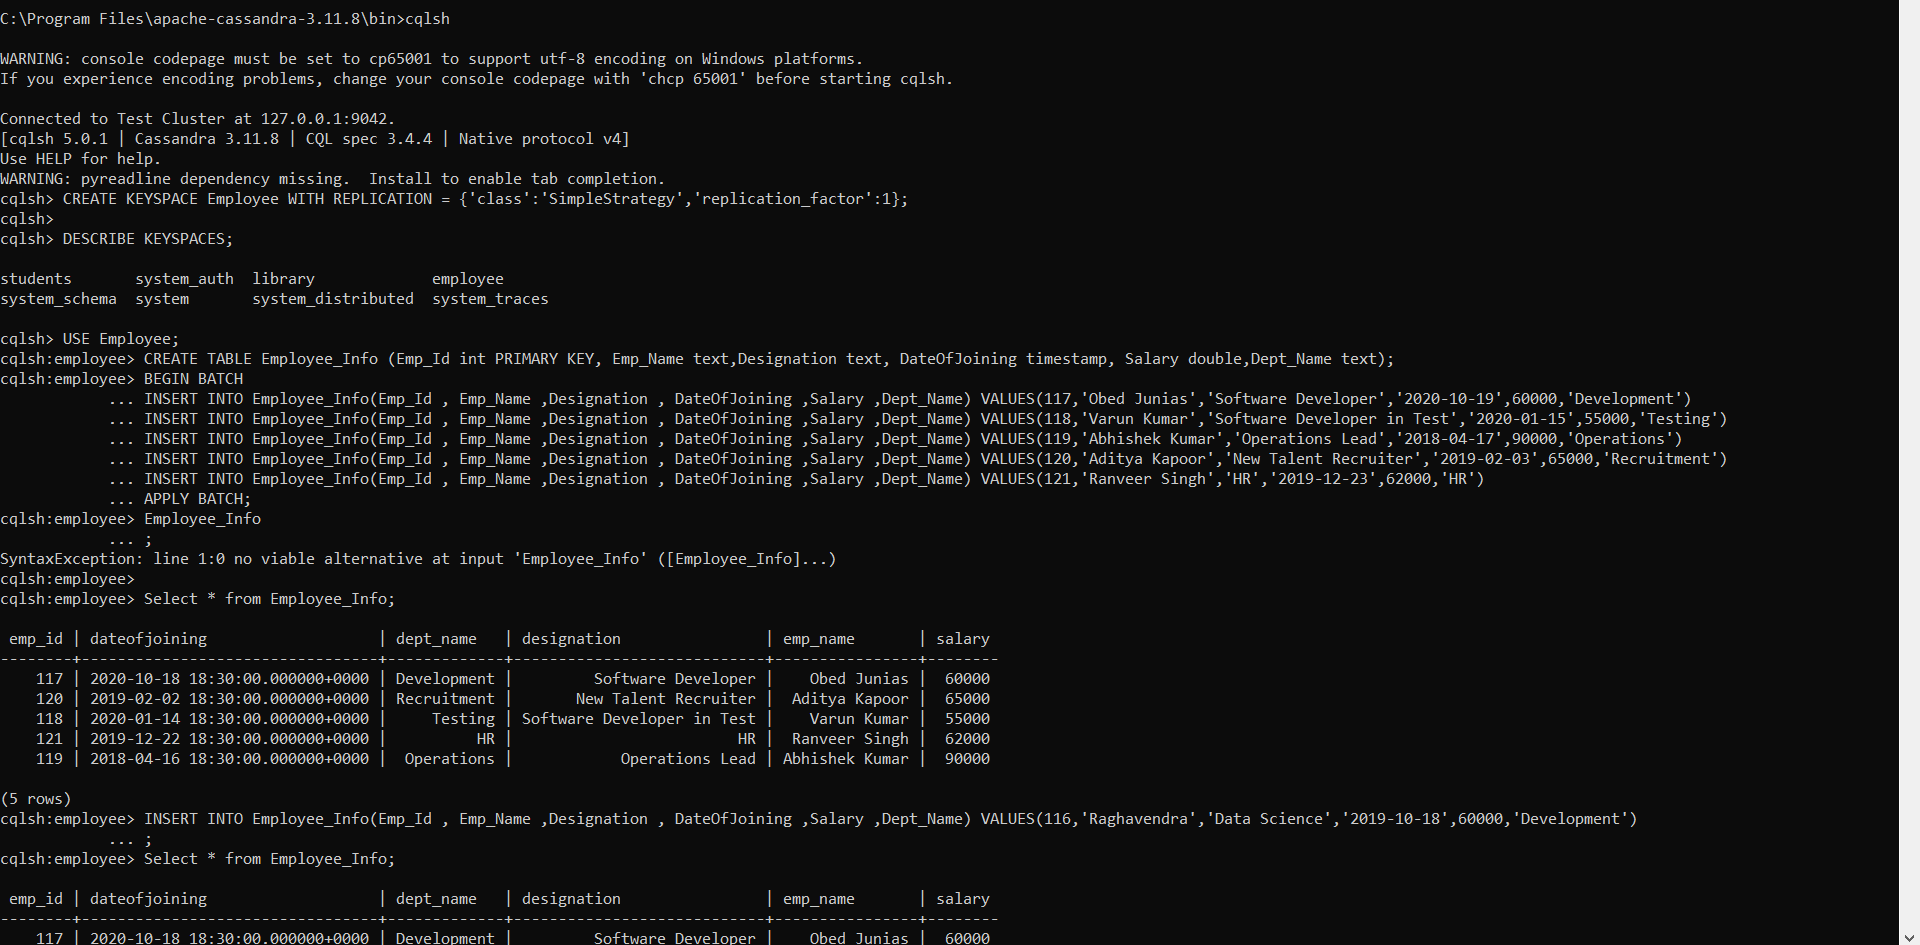 C:\Program Files\apache-cassandra-3.11.8\bin>cqlsh

WARNING: console codepage must be set to cp65001 to support utf-8 encoding on Windows platforms.
If you experience encoding problems, change your console codepage with 'chcp 65001' before starting cqlsh.

Connected to Test Cluster at 127.0.0.1:9042.
[cqlsh 5.0.1 | Cassandra 3.11.8 | CQL spec 3.4.4 | Native protocol v4]
Use HELP for help.
WARNING: pyreadline dependency missing.  Install to enable tab completion.
cqlsh> CREATE KEYSPACE Employee WITH REPLICATION = {'class':'SimpleStrategy','replication_factor':1};
cqlsh>
cqlsh> DESCRIBE KEYSPACES;

students       system_auth  library             employee
system_schema  system       system_distributed  system_traces

cqlsh> USE Employee;
cqlsh:employee> CREATE TABLE Employee_Info (Emp_Id int PRIMARY KEY, Emp_Name text,Designation text, DateOfJoining timestamp, Salary double,Dept_Name text);
cqlsh:employee> BEGIN BATCH
            ... INSERT INTO Employee_Info(Emp_Id , Emp_Name ,Designation , DateOfJoining ,Salary ,Dept_Name) VALUES(117,'Obed Junias','Software Developer','2020-10-19',60000,'Development')
            ... INSERT INTO Employee_Info(Emp_Id , Emp_Name ,Designation , DateOfJoining ,Salary ,Dept_Name) VALUES(118,'Varun Kumar','Software Developer in Test','2020-01-15',55000,'Testing')
            ... INSERT INTO Employee_Info(Emp_Id , Emp_Name ,Designation , DateOfJoining ,Salary ,Dept_Name) VALUES(119,'Abhishek Kumar','Operations Lead','2018-04-17',90000,'Operations')
            ... INSERT INTO Employee_Info(Emp_Id , Emp_Name ,Designation , DateOfJoining ,Salary ,Dept_Name) VALUES(120,'Aditya Kapoor','New Talent Recruiter','2019-02-03',65000,'Recruitment')
            ... INSERT INTO Employee_Info(Emp_Id , Emp_Name ,Designation , DateOfJoining ,Salary ,Dept_Name) VALUES(121,'Ranveer Singh','HR','2019-12-23',62000,'HR')
            ... APPLY BATCH;
cqlsh:employee> Employee_Info
            ... ;
SyntaxException: line 1:0 no viable alternative at input 'Employee_Info' ([Employee_Info]...)
cqlsh:employee>
cqlsh:employee> Select * from Employee_Info;

 emp_id | dateofjoining                   | dept_name   | designation                | emp_name       | salary
--------+---------------------------------+-------------+----------------------------+----------------+--------
    117 | 2020-10-18 18:30:00.000000+0000 | Development |         Software Developer |    Obed Junias |  60000
    120 | 2019-02-02 18:30:00.000000+0000 | Recruitment |       New Talent Recruiter |  Aditya Kapoor |  65000
    118 | 2020-01-14 18:30:00.000000+0000 |     Testing | Software Developer in Test |    Varun Kumar |  55000
    121 | 2019-12-22 18:30:00.000000+0000 |          HR |                         HR |  Ranveer Singh |  62000
    119 | 2018-04-16 18:30:00.000000+0000 |  Operations |            Operations Lead | Abhishek Kumar |  90000

(5 rows)
cqlsh:employee> INSERT INTO Employee_Info(Emp_Id , Emp_Name ,Designation , DateOfJoining ,Salary ,Dept_Name) VALUES(116,'Raghavendra','Data Science','2019-10-18',60000,'Development')
            ... ;
cqlsh:employee> Select * from Employee_Info;

 emp_id | dateofjoining                   | dept_name   | designation                | emp_name       | salary
--------+---------------------------------+-------------+----------------------------+----------------+--------
    117 | 2020-10-18 18:30:00.000000+0000 | Development |         Software Developer |    Obed Junias |  60000